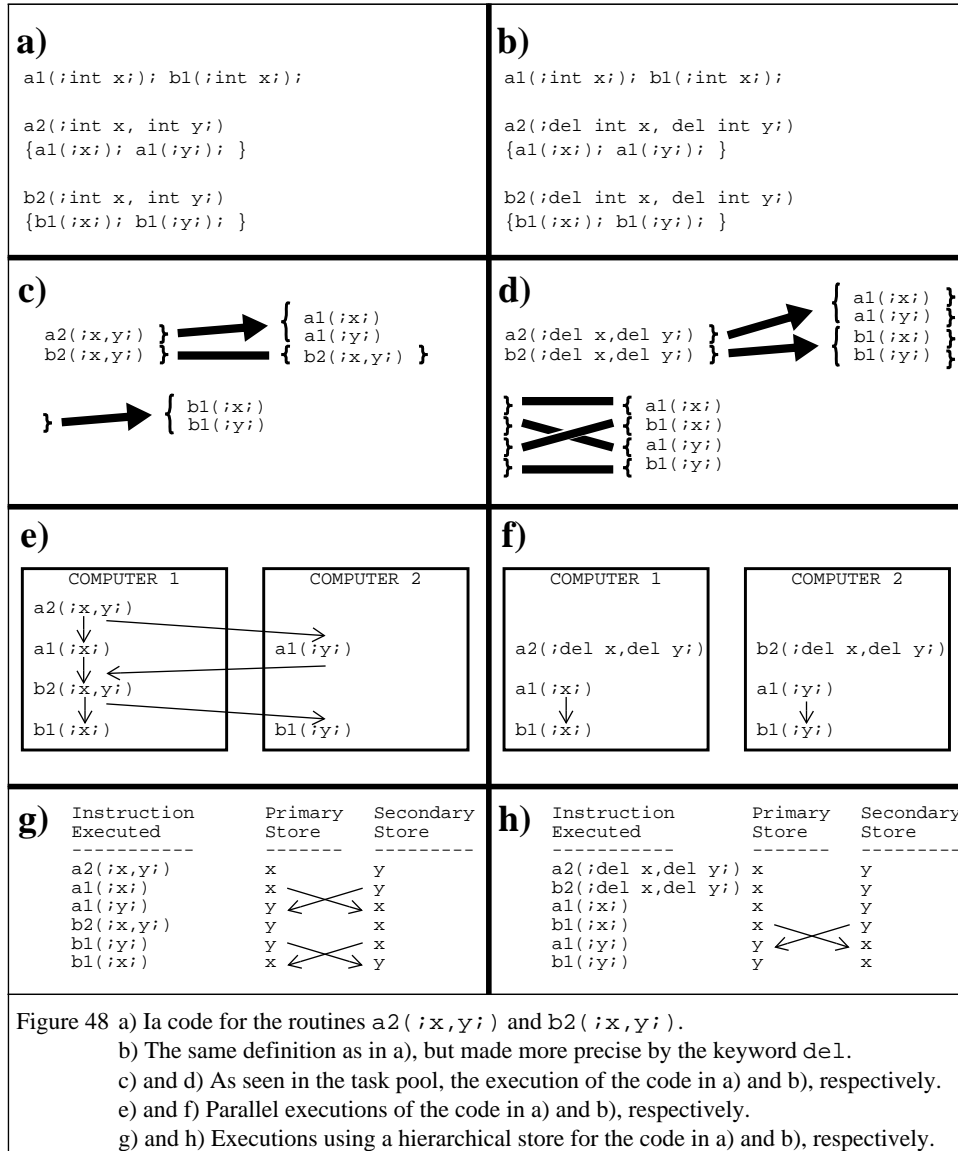 a)
a1(;int x;); b1(;int x;);
a2(;int x, int y;)
{a1(;x;); a1(;y;); }
b2(;int x, int y;)
{b1(;x;); b1(;y;); }
b)
a1(;int x;); b1(;int x;);
a2(;del int x, del int y;)
{a1(;x;); a1(;y;); }
b2(;del int x, del int y;)
{b1(;x;); b1(;y;); }
c)
a2(;x,y;) } { a1(;x;)
a1(;y;)
b2(;x,y;) } { b2(;x,y;) }
} { b1(;x;)
b1(;y;)
d)
a2(;del x,del y;) } { a1(;x;) }
a1(;y;) }
b2(;del x,del y;) } { b1(;x;) }
b1(;y;) }
} { a1(;x;)
} { b1(;x;)
} { a1(;y;)
} { b1(;y;)
e)
COMPUTER 1 COMPUTER 2
a2(;x,y;)
a1(;x;) a1(;y;)
b2(;x,y;)
b1(;x;) b1(;y;)
f)
COMPUTER 1 COMPUTER 2
a2(;del x,del y;) b2(;del x,del y;)
a1(;x;) a1(;y;)
b1(;x;) b1(;y;)
g) Instruction Primary Secondary
Executed Store Store
----------- ------- ---------
a2(;x,y;) x y
a1(;x;) x y
a1(;y;) y x
b2(;x,y;) y x
b1(;y;) y x
b1(;x;) x y
h) Instruction Primary Secondary
Executed Store Store
----------- ------- ---------
a2(;del x,del y;) x y
b2(;del x,del y;) x y
a1(;x;) x y
b1(;x;) x y
a1(;y;) y x
b1(;y;) y x
Figure 48 a) Ia code for the routines a2(;x,y;) and b2(;x,y;).
b) The same definition as in a), but made more precise by the keyword del.
c) and d) As seen in the task pool, the execution of the code in a) and b), respectively.
e) and f) Parallel executions of the code in a) and b), respectively.
g) and h) Executions using a hierarchical store for the code in a) and b), respectively.